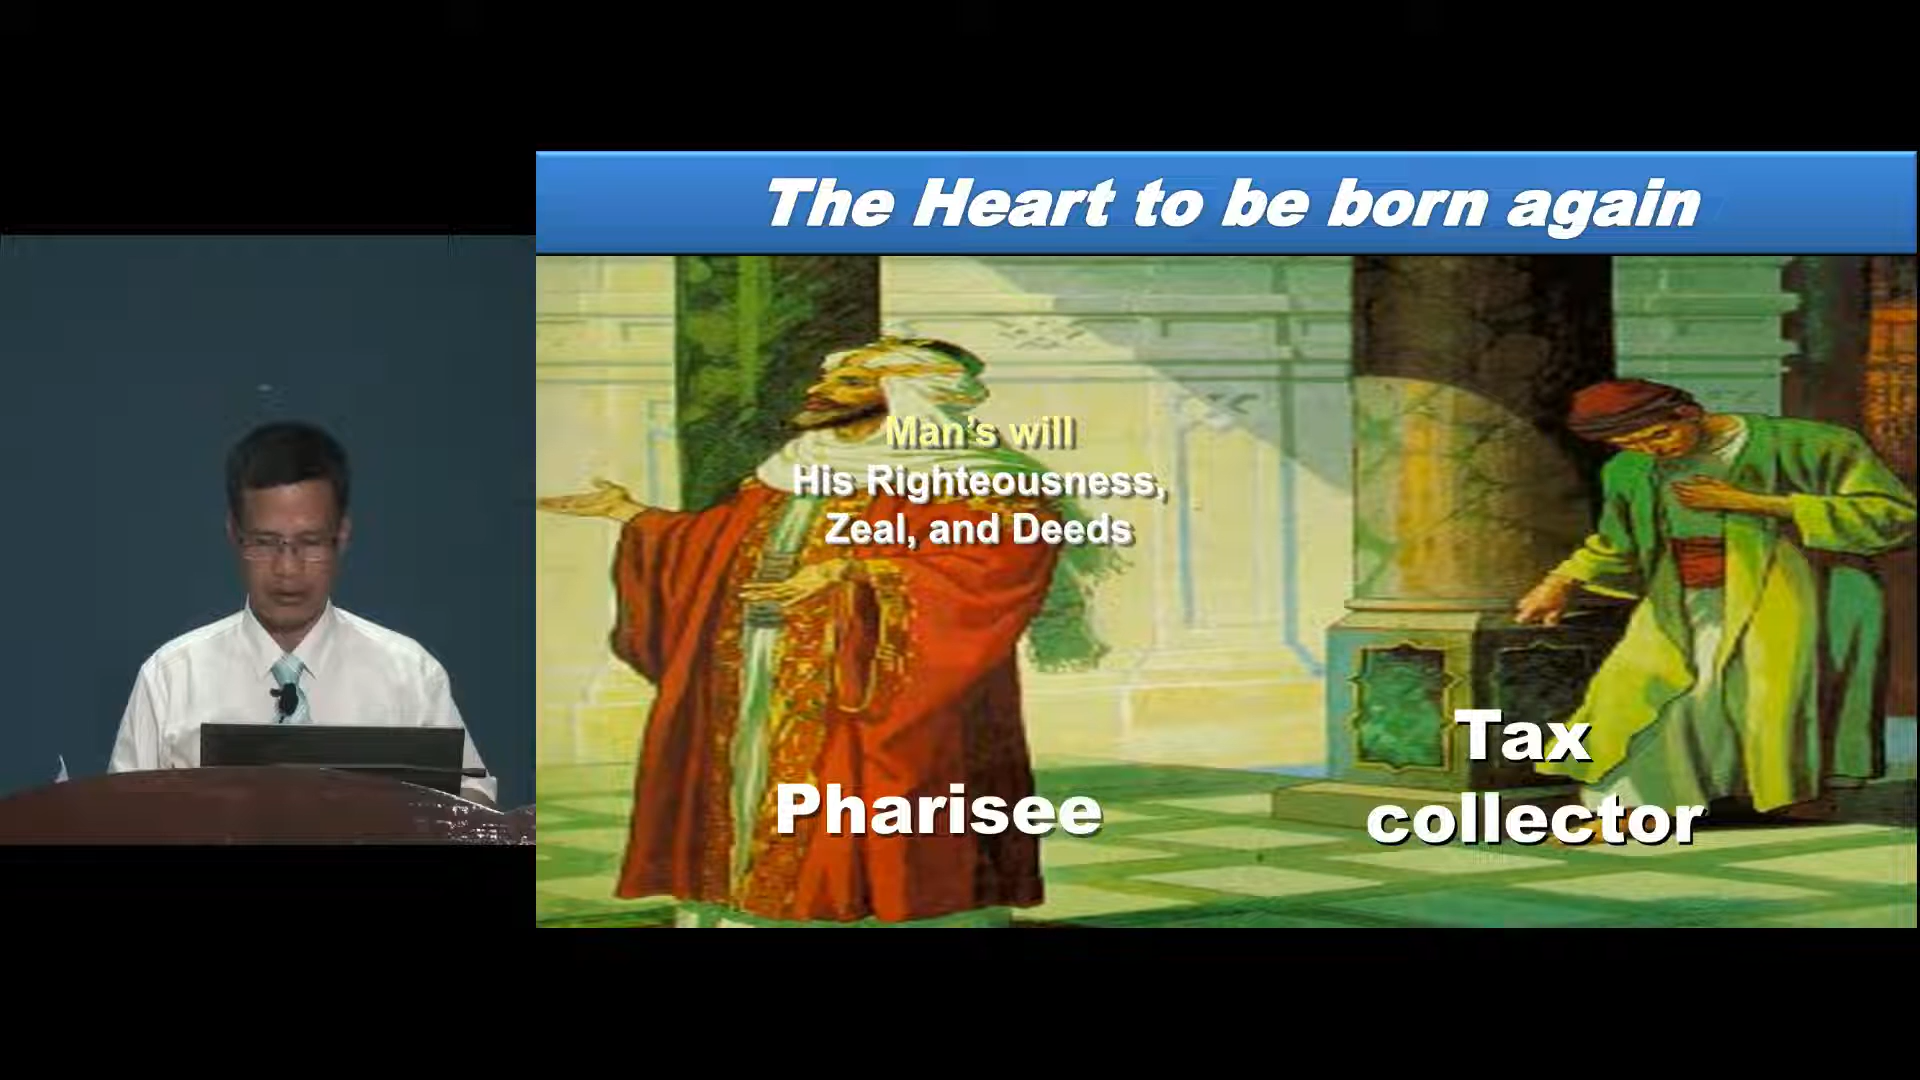 The Heart to be born again
Man's will
His Righteousness,
Zeal, and Deeds
Pharisee
Tax
collector